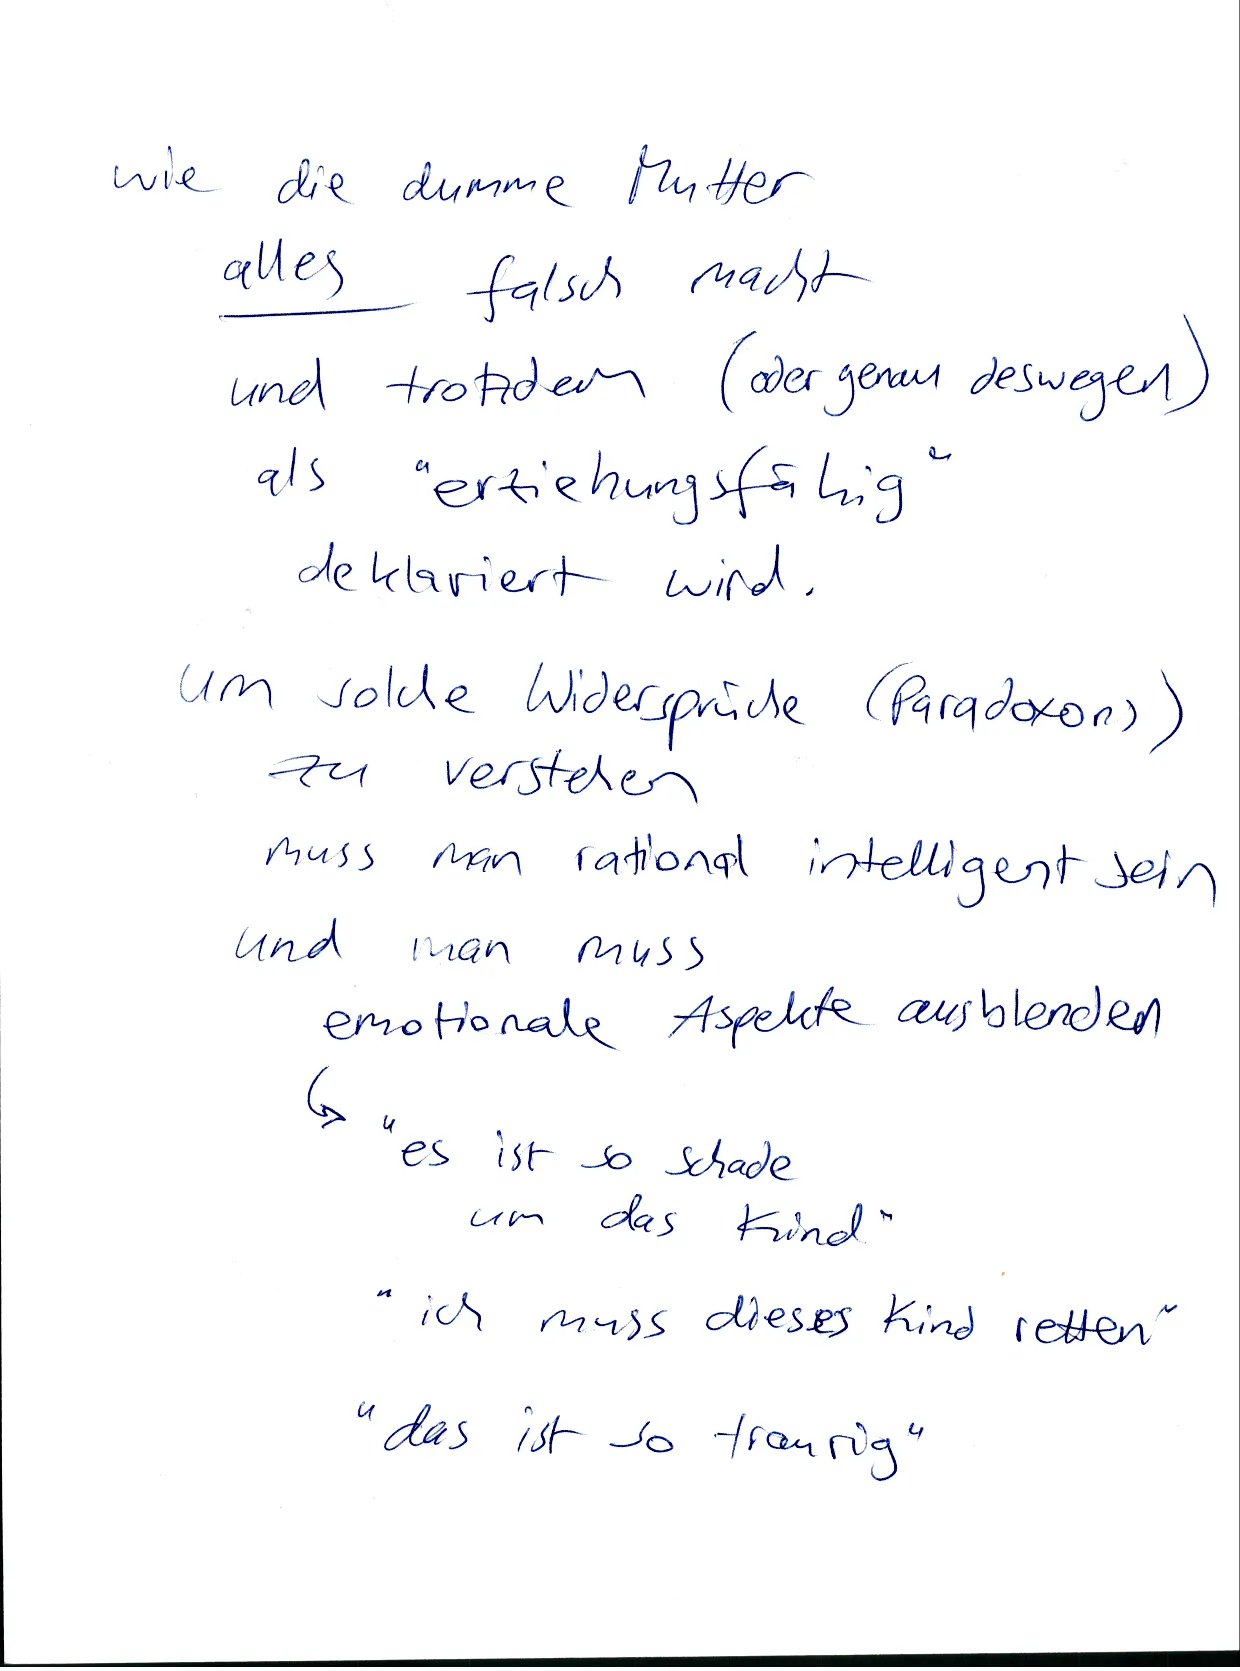 wie die dumme Mutter
alles falsch macht
und trotzdem (oder genau deswegen)
als "erziehungsfähig"
deklariert wird.
um solche Widersprüche (Paradoxons)
zu verstehen
muss man rational intelligent sein
und man muss
emotionale Aspekte ausblenden
↳ "es ist so schade
um das Kind"
"ich muss dieses Kind retten"
"das ist so traurig"